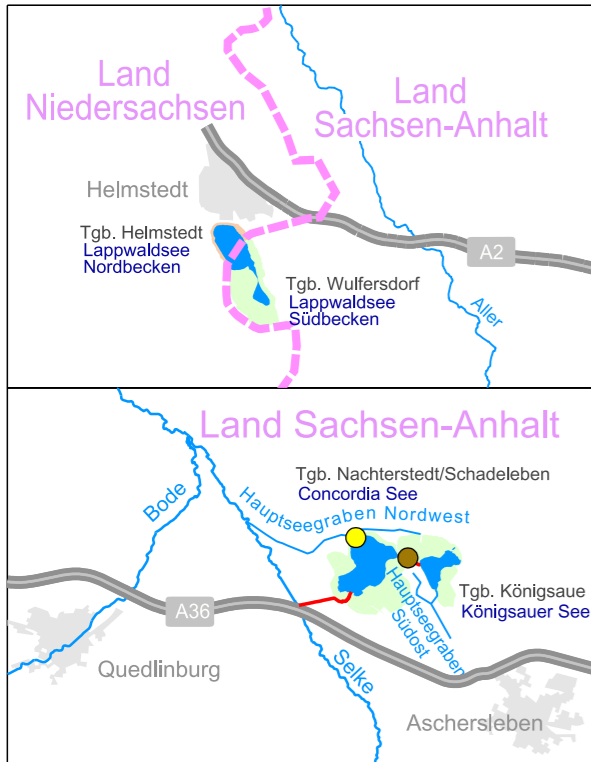 Land
Niedersachsen
Land
Sachsen-Anhalt
Helmstedt
Tgb. Helmstedt
Lappwaldsee
Nordbecken
A2
Tgb. Wulfersdorf
Lappwaldsee
Südbecken
Aller
Land Sachsen-Anhalt
Bode
Tgb. Nachterstedt/Schadeleben
Concordia See
Hauptseegraben Nordwest
Tgb. Königsaue
Königsauer See
Hauptseegraben
Südost
A36
Quedlinburg
Selke
Aschersleben